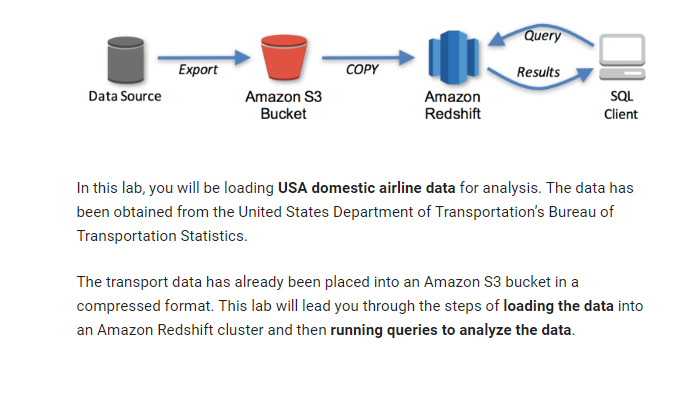 Query
Export
COPY
Results
Data Source
Amazon S3
Bucket
Amazon
Redshift
SQL
Client
In this lab, you will be loading USA domestic airline data for analysis. The data has
been obtained from the United States Department of Transportation’s Bureau of
Transportation Statistics.
The transport data has already been placed into an Amazon S3 bucket in a
compressed format. This lab will lead you through the steps of loading the data into
an Amazon Redshift cluster and then running queries to analyze the data.